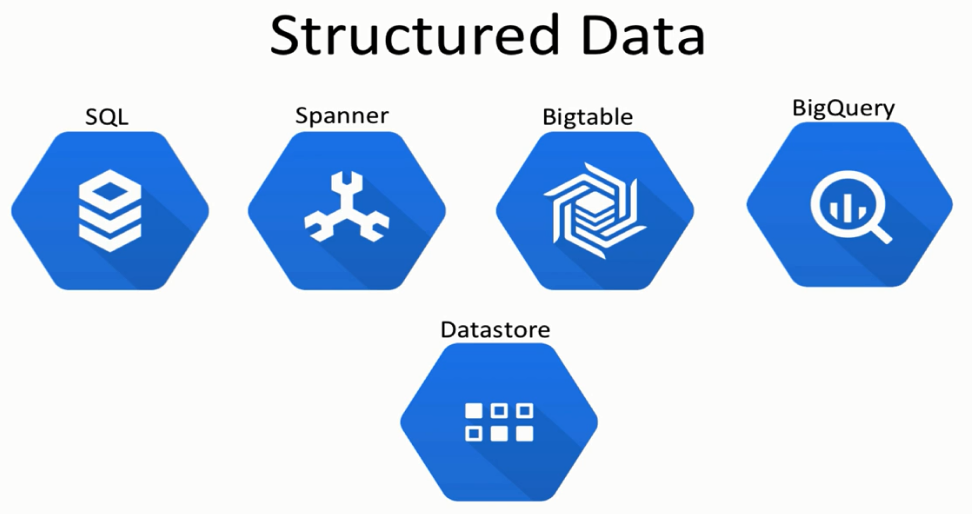 Structured Data
SQL
Spanner
Bigtable
BigQuery
Datastore